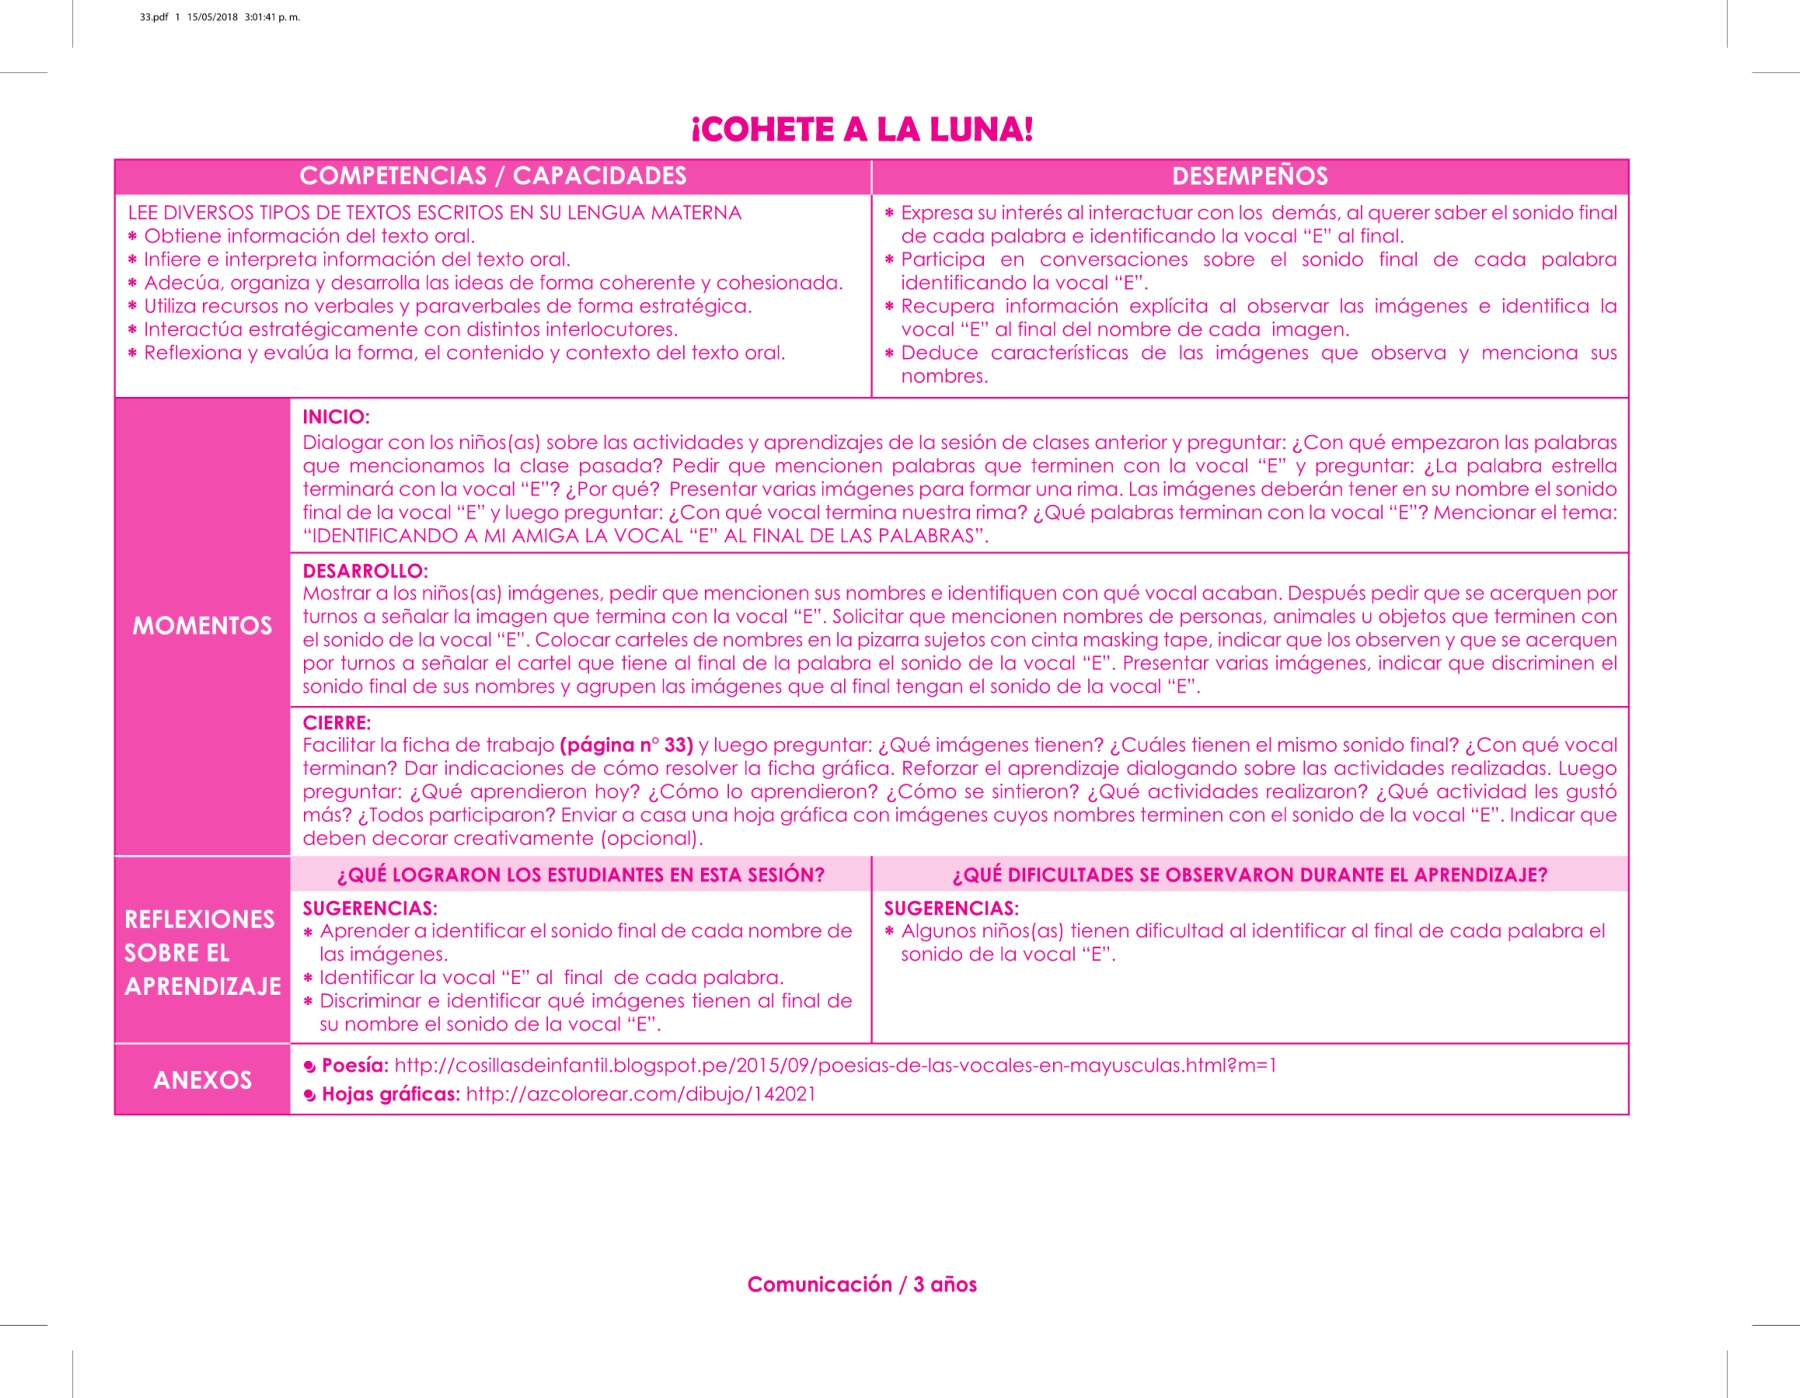 33.pdf 1 15/05/2018 3:01:41 p. m.
¡COHETE A LA LUNA!
COMPETENCIAS / CAPACIDADES
LEE DIVERSOS TIPOS DE TEXTOS ESCRITOS EN SU LENGUA MATERNA
* Obtiene información del texto oral.
* Infiere e interpreta información del texto oral.
* Adecúa, organiza y desarrolla las ideas de forma coherente y cohesionada.
* Utiliza recursos no verbales y paraverbales de forma estratégica.
* Interactúa estratégicamente con distintos interlocutores.
* Reflexiona y evalúa la forma, el contenido y contexto del texto oral.
DESEMPEÑOS
* Expresa su interés al interactuar con los demás, al querer saber el sonido final
de cada palabra e identificando la vocal “E” al final.
* Participa en conversaciones sobre el sonido final de cada palabra
identificando la vocal “E”.
* Recupera información explícita al observar las imágenes e identifica la
vocal “E” al final del nombre de cada imagen.
* Deduce características de las imágenes que observa y menciona sus
nombres.
MOMENTOS
INICIO:
Dialogar con los niños(as) sobre las actividades y aprendizajes de la sesión de clases anterior y preguntar: ¿Con qué empezaron las palabras
que mencionamos la clase pasada? Pedir que mencionen palabras que terminen con la vocal “E” y preguntar: ¿La palabra estrella
terminará con la vocal “E”? ¿Por qué? Presentar varias imágenes para formar una rima. Las imágenes deberán tener en su nombre el sonido
final de la vocal “E” y luego preguntar: ¿Con qué vocal termina nuestra rima? ¿Qué palabras terminan con la vocal “E”? Mencionar el tema:
“IDENTIFICANDO A MI AMIGA LA VOCAL “E” AL FINAL DE LAS PALABRAS”.
DESARROLLO:
Mostrar a los niños(as) imágenes, pedir que mencionen sus nombres e identifiquen con qué vocal acaban. Después pedir que se acerquen por
turnos a señalar la imagen que termina con la vocal “E”. Solicitar que mencionen nombres de personas, animales u objetos que terminen con
el sonido de la vocal “E”. Colocar carteles de nombres en la pizarra sujetos con cinta masking tape, indicar que los observen y que se acerquen
por turnos a señalar el cartel que tiene al final de la palabra el sonido de la vocal “E”. Presentar varias imágenes, indicar que discriminen el
sonido final de sus nombres y agrupen las imágenes que al final tengan el sonido de la vocal “E”.
CIERRE:
Facilitar la ficha de trabajo (página n° 33) y luego preguntar: ¿Qué imágenes tienen? ¿Cuáles tienen el mismo sonido final? ¿Con qué vocal
terminan? Dar indicaciones de cómo resolver la ficha gráfica. Reforzar el aprendizaje dialogando sobre las actividades realizadas. Luego
preguntar: ¿Qué aprendieron hoy? ¿Cómo lo aprendieron? ¿Cómo se sintieron? ¿Qué actividades realizaron? ¿Qué actividad les gustó
más? ¿Todos participaron? Enviar a casa una hoja gráfica con imágenes cuyos nombres terminen con el sonido de la vocal “E”. Indicar que
deben decorar creativamente (opcional).
REFLEXIONES
SOBRE EL
APRENDIZAJE
¿QUÉ LOGRARON LOS ESTUDIANTES EN ESTA SESIÓN?
SUGERENCIAS:
* Aprender a identificar el sonido final de cada nombre de
las imágenes.
* Identificar la vocal “E” al final de cada palabra.
* Discriminar e identificar qué imágenes tienen al final de
su nombre el sonido de la vocal “E”.
¿QUÉ DIFICULTADES SE OBSERVARON DURANTE EL APRENDIZAJE?
SUGERENCIAS:
* Algunos niños(as) tienen dificultad al identificar al final de cada palabra el
sonido de la vocal “E”.
ANEXOS
Poesía: http://cosillasdeinfantil.blogspot.pe/2015/09/poesias-de-las-vocales-en-mayusculas.html?m=1
Hojas gráficas: http://azcolorear.com/dibujo/142021
Comunicación / 3 años